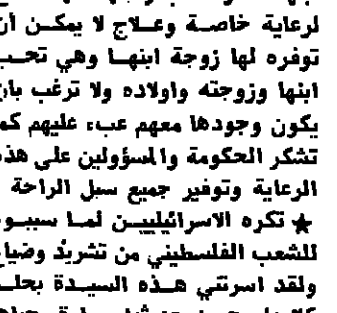 لرعاية خاصة وعلاج لا يمكن أن
توفره لها زوجة ابنها وهي تحب
ابنها وزوجته واولاده ولا ترغب بان
يكون وجودها معهم عبء عليهم كما
تشكر الحكومة والمسؤولين على هذه
الرعاية وتوفير جميع سبل الراحة
★ تكره الاسرائيليين لما سببوه
للشعب الفلسطيني من تشريد وضياع
ولقد اسرتني هذه السيدة